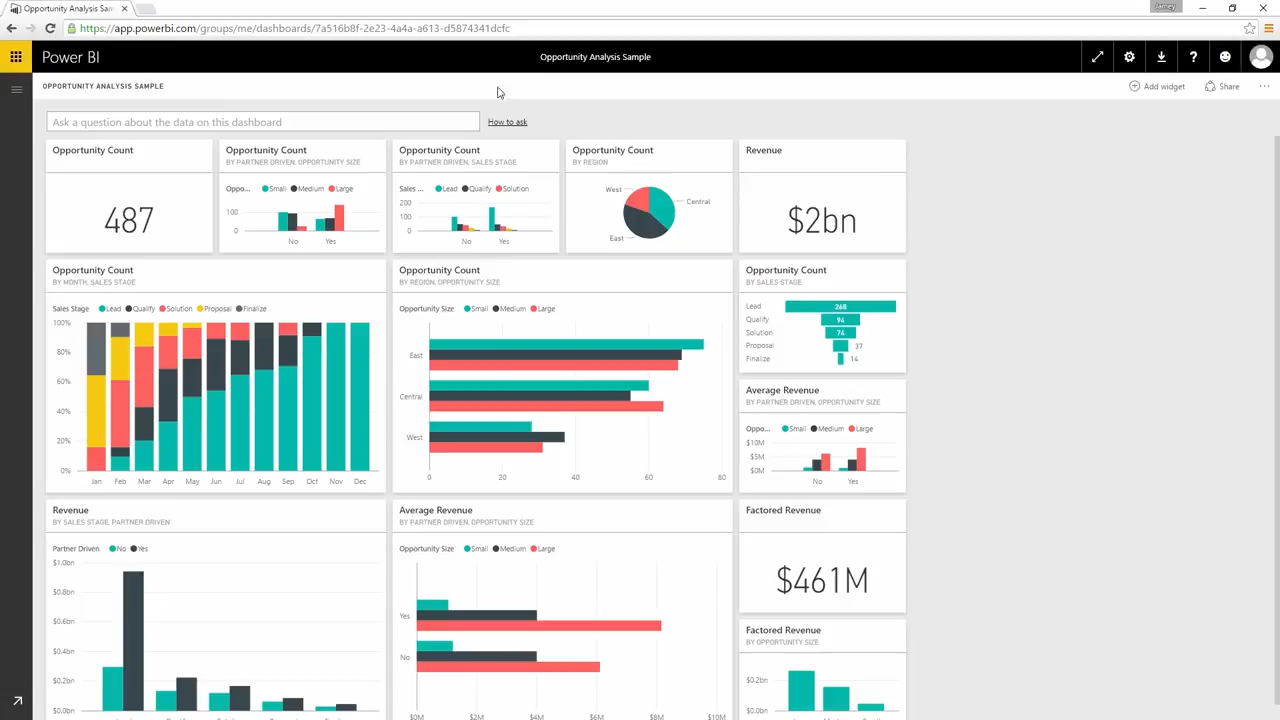 Opportunity Analysis Sam
Jamey
https://app.powerbi.com/groups/me/dashboards/7a516b8f-2e23-4a4a-a613-d5874341dcfc
Power BI
Opportunity Analysis Sample
OPPORTUNITY ANALYSIS SAMPLE
Add widget
Share
Ask a question about the data on this dashboard
How to ask
Opportunity Count
487
Opportunity Count
BY PARTNER DRIVEN, OPPORTUNITY SIZE
Oppo... Small Medium Large
100
0
No Yes
Opportunity Count
BY PARTNER DRIVEN, SALES STAGE
Sales ... Lead Qualify Solution
200
100
0
No Yes
Opportunity Count
BY REGION
West
Central
East
Revenue
$2bn
Opportunity Count
BY MONTH, SALES STAGE
Sales Stage Lead Qualify Solution Proposal Finalize
100%
80%
60%
40%
20%
0%
Jan Feb Mar Apr May Jun Jul Aug Sep Oct Nov Dec
Opportunity Count
BY REGION, OPPORTUNITY SIZE
Opportunity Size Small Medium Large
East
Central
West
0 20 40 60 80
Opportunity Count
BY SALES STAGE
Lead 268
Qualify 94
Solution 74
Proposal 37
Finalize 14
Average Revenue
BY PARTNER DRIVEN, OPPORTUNITY SIZE
Oppo... Small Medium Large
$10M
$5M
$0M
No Yes
Revenue
BY SALES STAGE, PARTNER DRIVEN
Partner Driven No Yes
$1.0bn
$0.8bn
$0.6bn
$0.4bn
$0.2bn
$0.0bn
Average Revenue
BY PARTNER DRIVEN, OPPORTUNITY SIZE
Opportunity Size Small Medium Large
Yes
No
$0M $2M $4M $6M $8M $10M
Factored Revenue
$461M
Factored Revenue
BY OPPORTUNITY SIZE
$0.2bn
$0.0bn